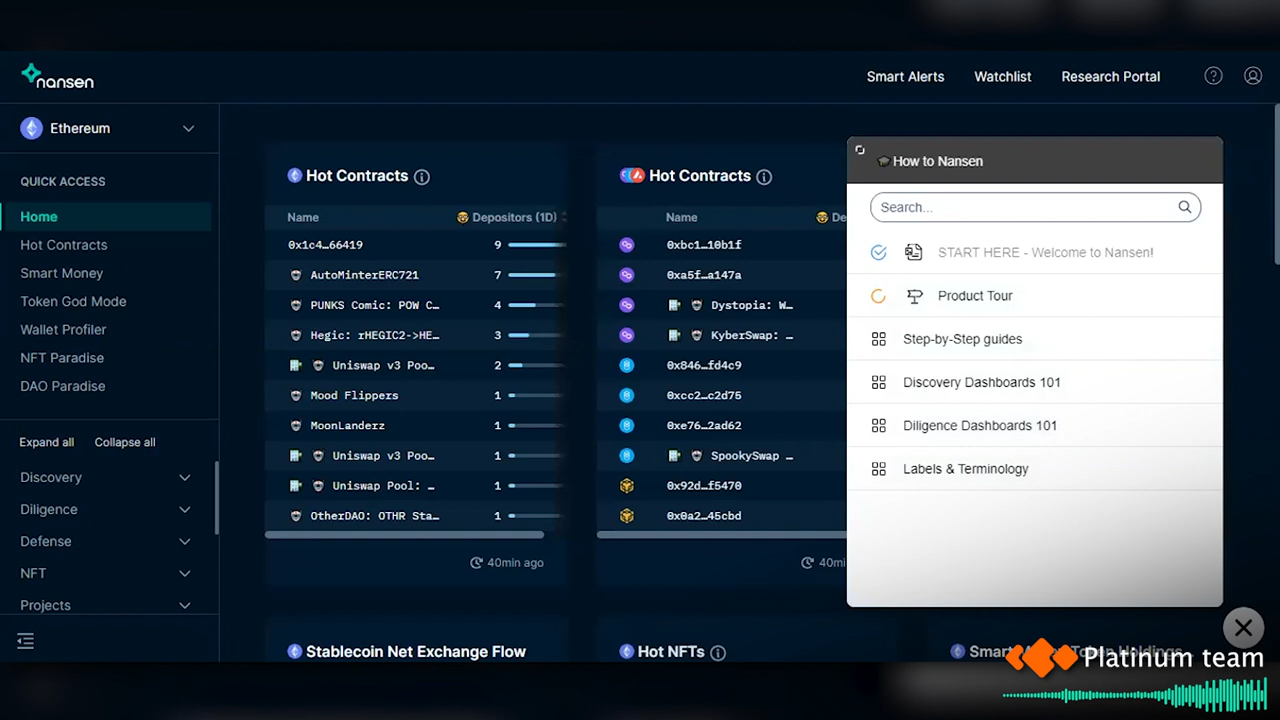 nansen
Smart Alerts
Watchlist
Research Portal
Ethereum
QUICK ACCESS
Home
Hot Contracts
Smart Money
Token God Mode
Wallet Profiler
NFT Paradise
DAO Paradise
Expand all
Collapse all
Discovery
Diligence
Defense
NFT
Projects
Hot Contracts
Name Depositors (1D)
0x1c4…66419 9
AutoMinterERC721 7
PUNKS Comic: POW C… 4
Hegic: rHEGIC2->HE… 3
Uniswap v3 Poo… 2
Mood Flippers 1
MoonLanderz 1
Uniswap v3 Poo… 1
Uniswap Pool: … 1
OtherDAO: OTHR Sta… 1
40min ago
Hot Contracts
Name De
0xbc1…10b1f
0xa5f…a147a
Dystopia: W…
KyberSwap: …
0x846…fd4c9
0xcc2…c2d75
0xe76…2ad62
SpookySwap …
0x92d…f5470
0x0a2…45cbd
40mi
How to Nansen
Search...
START HERE - Welcome to Nansen!
Product Tour
Step-by-Step guides
Discovery Dashboards 101
Diligence Dashboards 101
Labels & Terminology
Stablecoin Net Exchange Flow
Hot NFTs
Platinum team